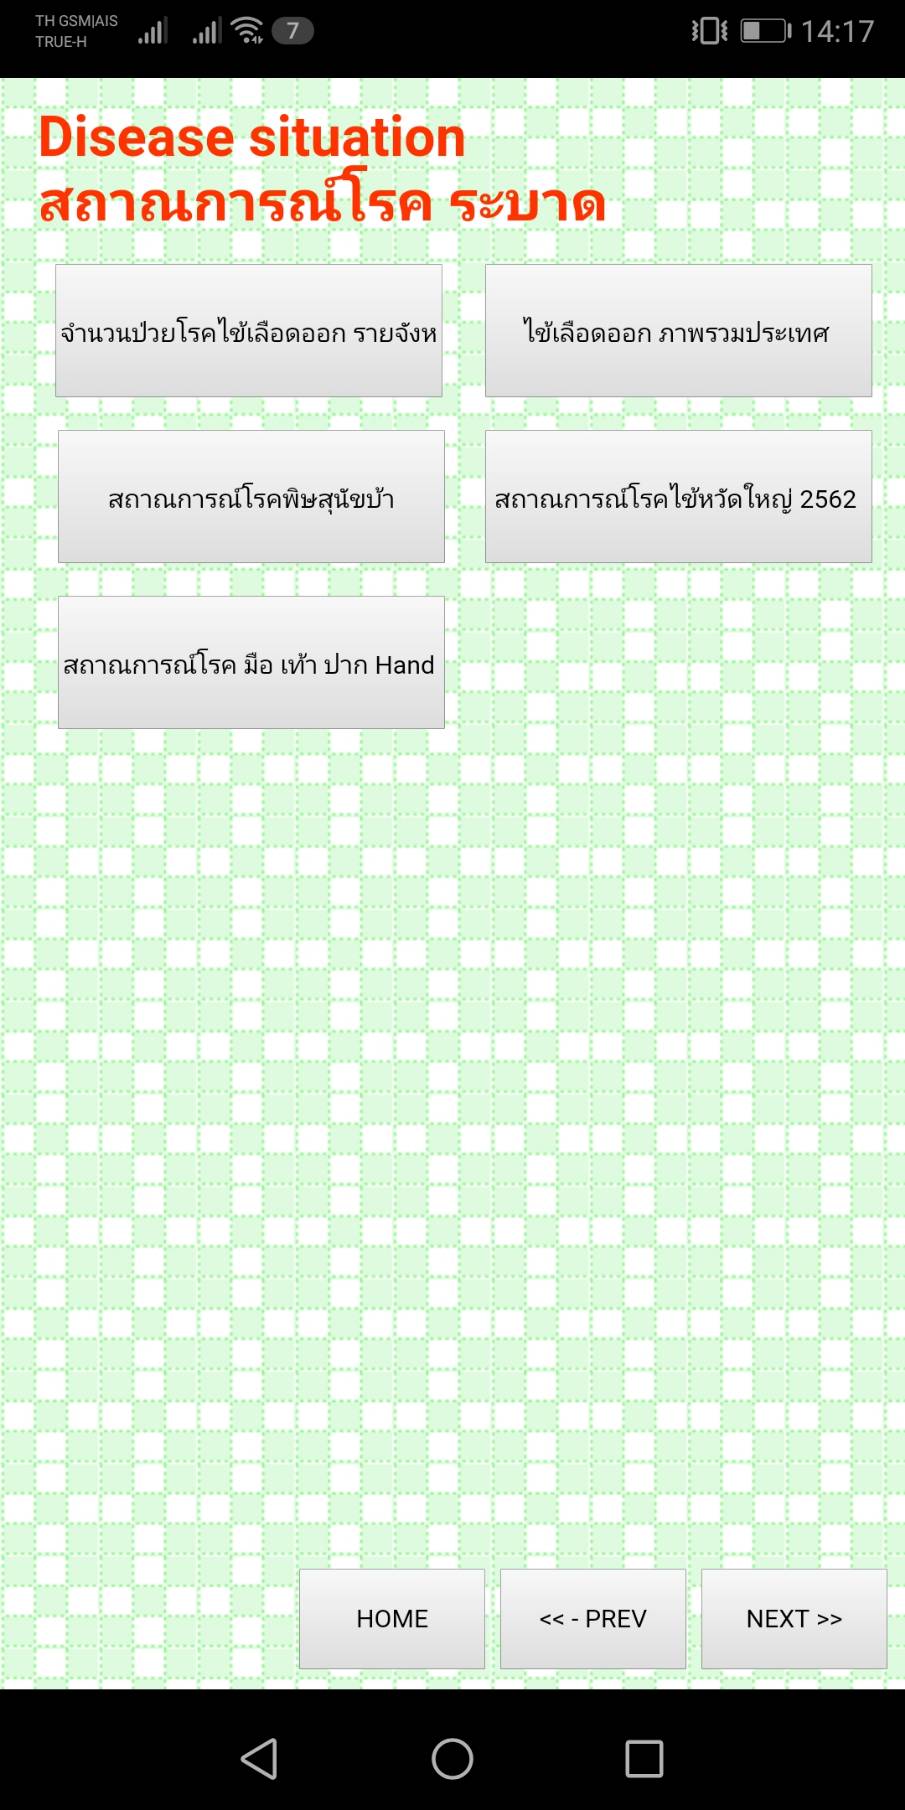 TH GSM|AIS
TRUE-H
7
14:17
Disease situation
สถาณการณ์โรค ระบาด
จำนวนป่วยโรคไข้เลือดออก รายจังห
ไข้เลือดออก ภาพรวมประเทศ
สถาณการณ์โรคพิษสุนัขบ้า
สถาณการณ์โรคไข้หวัดใหญ่ 2562
สถาณการณ์โรค มือ เท้า ปาก Hand
HOME
<< - PREV
NEXT >>